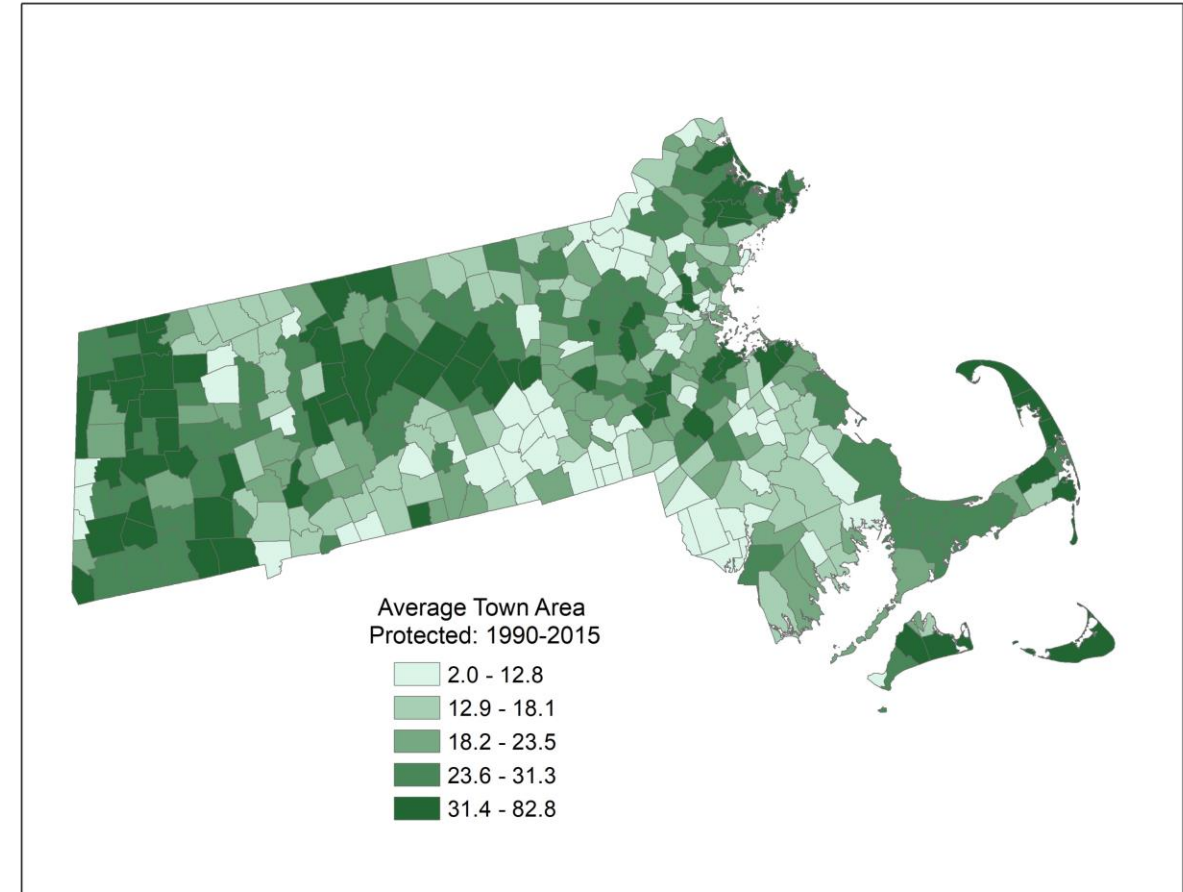 Average Town Area
Protected: 1990-2015
2.0 - 12.8
12.9 - 18.1
18.2 - 23.5
23.6 - 31.3
31.4 - 82.8